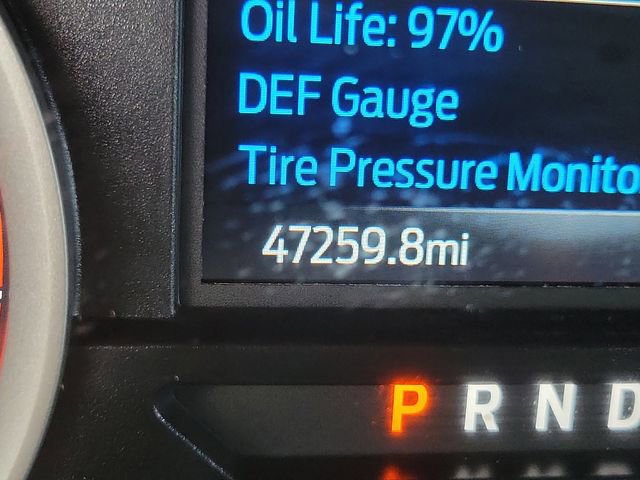 Oil Life: 97%
DEF Gauge
Tire Pressure Monito
47259.8mi
P R N D